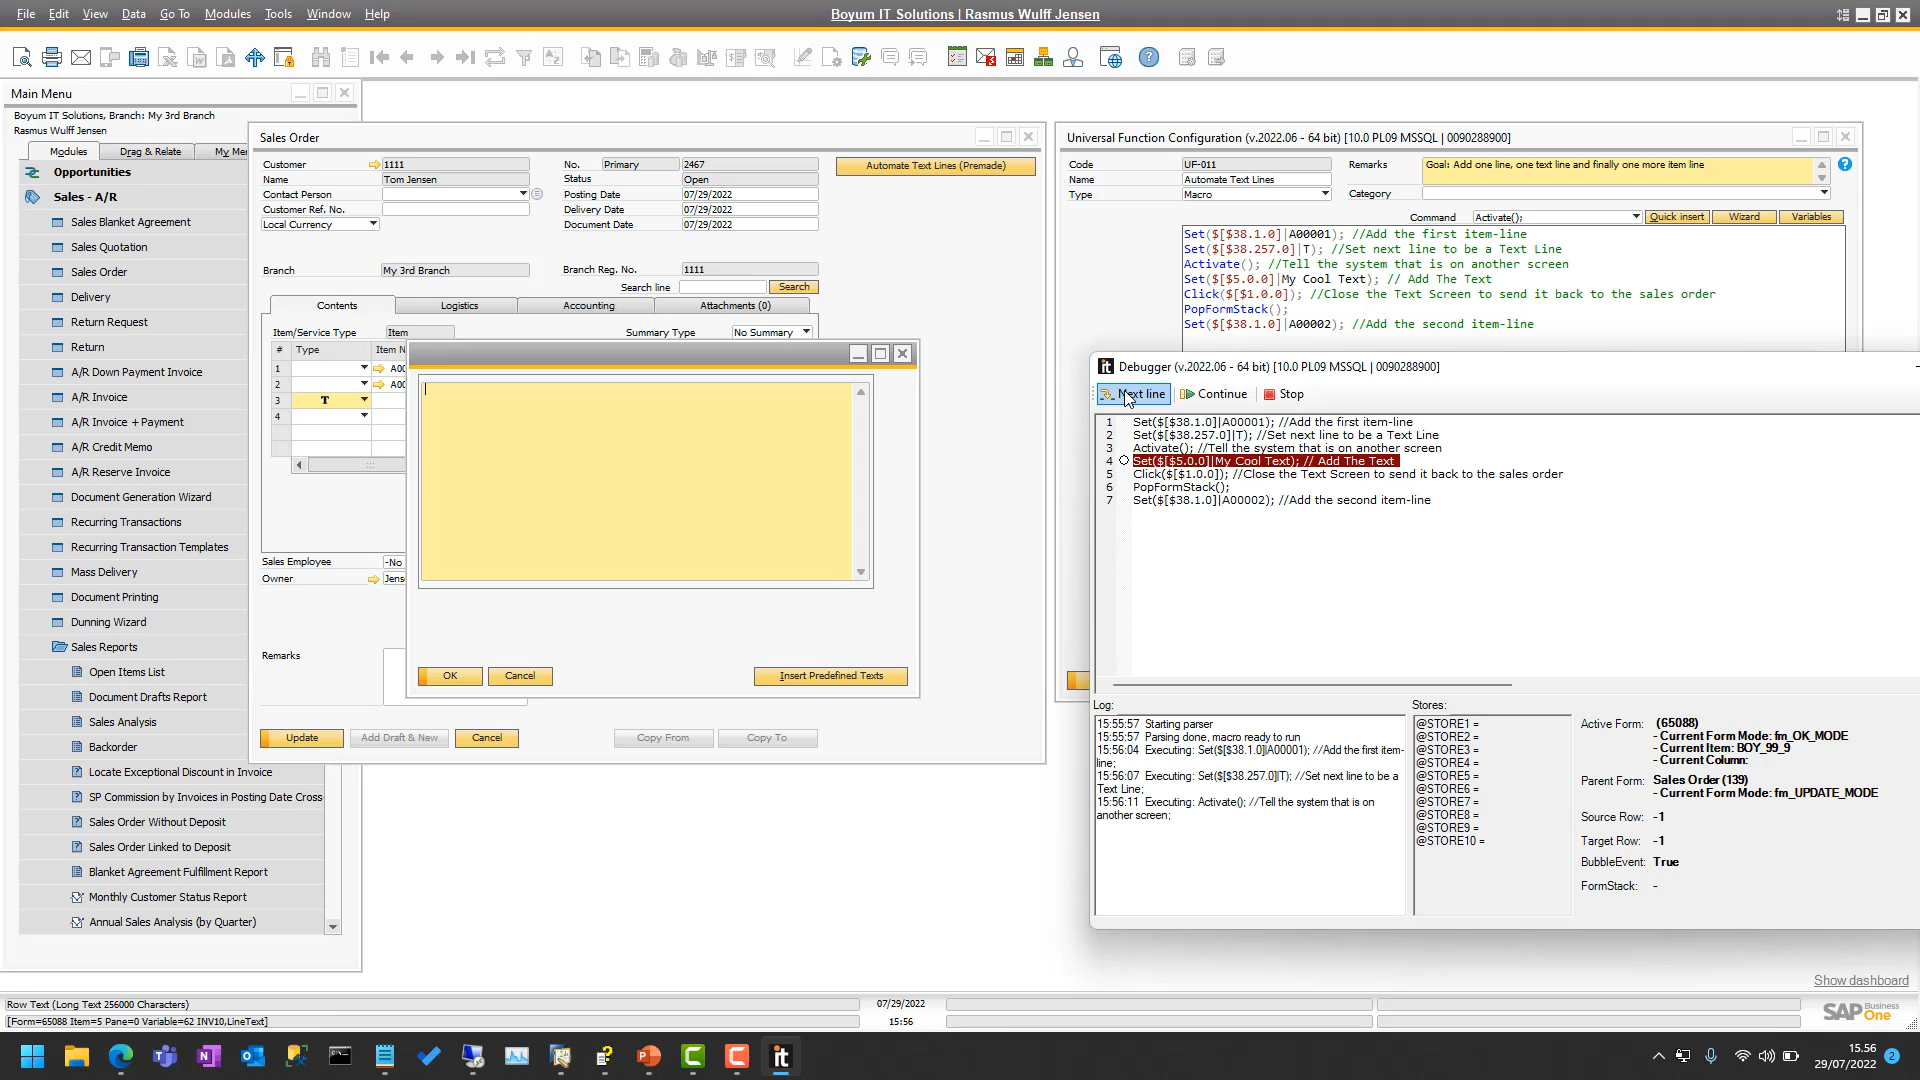 File Edit View Data Go To Modules Tools Window Help
Boyum IT Solutions | Rasmus Wulff Jensen
Main Menu
Boyum IT Solutions, Branch: My 3rd Branch
Rasmus Wulff Jensen
Modules Drag & Relate My Me
Opportunities
Sales - A/R
Sales Blanket Agreement
Sales Quotation
Sales Order
Delivery
Return Request
Return
A/R Down Payment Invoice
A/R Invoice
A/R Invoice + Payment
A/R Credit Memo
A/R Reserve Invoice
Document Generation Wizard
Recurring Transactions
Recurring Transaction Templates
Mass Delivery
Document Printing
Dunning Wizard
Sales Reports
Open Items List
Document Drafts Report
Sales Analysis
Backorder
Locate Exceptional Discount in Invoice
SP Commission by Invoices in Posting Date Cross-
Sales Order Without Deposit
Sales Order Linked to Deposit
Blanket Agreement Fulfillment Report
Monthly Customer Status Report
Annual Sales Analysis (by Quarter)
Sales Order
Customer 1111 No. Primary 2467
Automate Text Lines (Premade)
Name Tom Jensen Status Open
Contact Person Posting Date 07/29/2022
Customer Ref. No. Delivery Date 07/29/2022
Local Currency Document Date 07/29/2022
Branch My 3rd Branch Branch Reg. No. 1111
Search line Search
Contents Logistics Accounting Attachments (0)
Item/Service Type Item Summary Type No Summary
# Type Item N
1 A00
2 A00
3 T
4
Sales Employee -No
Owner Jens
Remarks
OK Cancel Insert Predefined Texts
Update Add Draft & New Cancel Copy From Copy To
Universal Function Configuration (v.2022.06 - 64 bit) [10.0 PL09 MSSQL | 0090288900]
Code UF-011 Remarks Goal: Add one line, one text line and finally one more item line
Name Automate Text Lines
Type Macro Category
Command Activate(); Quick insert Wizard Variables
Set($[$38.1.0]|A00001); //Add the first item-line
Set($[$38.257.0]|T); //Set next line to be a Text Line
Activate(); //Tell the system that is on another screen
Set($[$5.0.0]|My Cool Text); // Add The Text
Click($[$1.0.0]); //Close the Text Screen to send it back to the sales order
PopFormStack();
Set($[$38.1.0]|A00002); //Add the second item-line
Debugger (v.2022.06 - 64 bit) [10.0 PL09 MSSQL | 0090288900]
Next line Continue Stop
1 Set($[$38.1.0]|A00001); //Add the first item-line
2 Set($[$38.257.0]|T); //Set next line to be a Text Line
3 Activate(); //Tell the system that is on another screen
4 Set($[$5.0.0]|My Cool Text); // Add The Text
5 Click($[$1.0.0]); //Close the Text Screen to send it back to the sales order
6 PopFormStack();
7 Set($[$38.1.0]|A00002); //Add the second item-line
Log:
15:55:57 Starting parser
15:55:57 Parsing done, macro ready to run
15:56:04 Executing: Set($[$38.1.0]|A00001); //Add the first item-
line;
15:56:07 Executing: Set($[$38.257.0]|T); //Set next line to be a
Text Line;
15:56:11 Executing: Activate(); //Tell the system that is on
another screen;
Stores:
@STORE1 =
@STORE2 =
@STORE3 =
@STORE4 =
@STORE5 =
@STORE6 =
@STORE7 =
@STORE8 =
@STORE9 =
@STORE10 =
Active Form: (65088)
- Current Form Mode: fm_OK_MODE
- Current Item: BOY_99_9
- Current Column:
Parent Form: Sales Order (139)
- Current Form Mode: fm_UPDATE_MODE
Source Row: -1
Target Row: -1
BubbleEvent: True
FormStack: -
Show dashboard
Row Text (Long Text 256000 Characters) 07/29/2022
[Form=65088 Item=5 Pane=0 Variable=62 INV10,LineText] 15:56
SAP Business One
15.56
29/07/2022
2